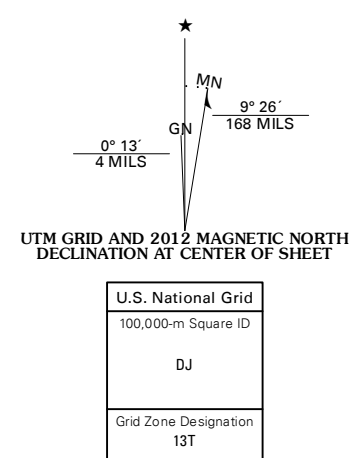 ★
MN
GN
9° 26´
168 MILS
0° 13´
4 MILS
UTM GRID AND 2012 MAGNETIC NORTH
DECLINATION AT CENTER OF SHEET
U.S. National Grid
100,000-m Square ID
DJ
Grid Zone Designation
13T